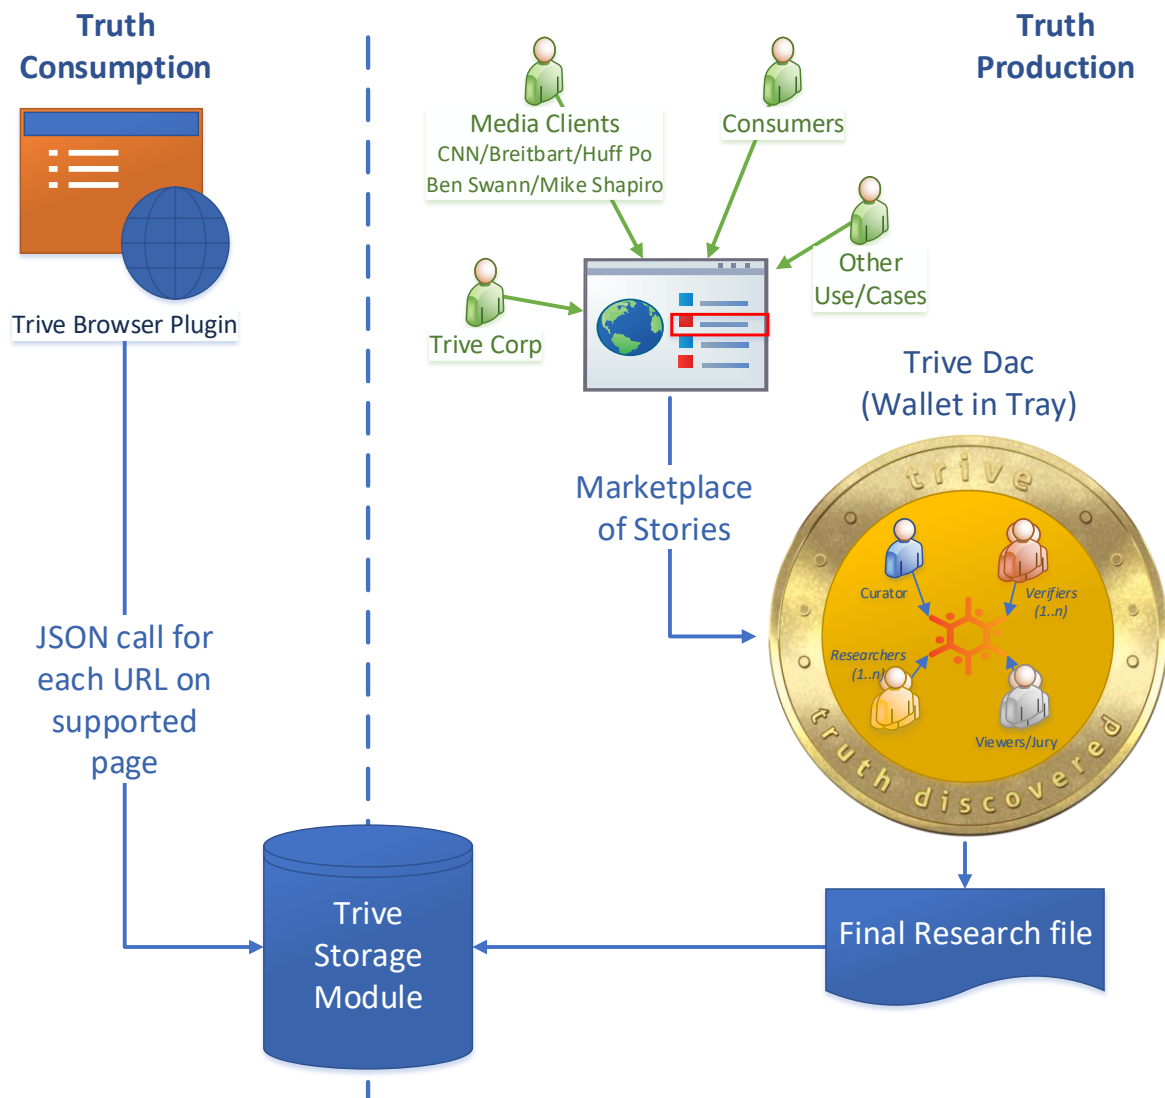 Truth
Consumption
Truth
Production
Media Clients
CNN/Breitbart/Huff Po
Ben Swann/Mike Shapiro
Consumers
Other
Use/Cases
Trive Corp
Trive Browser Plugin
Trive Dac
(Wallet in Tray)
Marketplace
of Stories
trive
Curator
Verifiers
(1..n)
Researchers
(1..n)
Viewers/Jury
truth discovered
JSON call for
each URL on
supported
page
Trive
Storage
Module
Final Research file